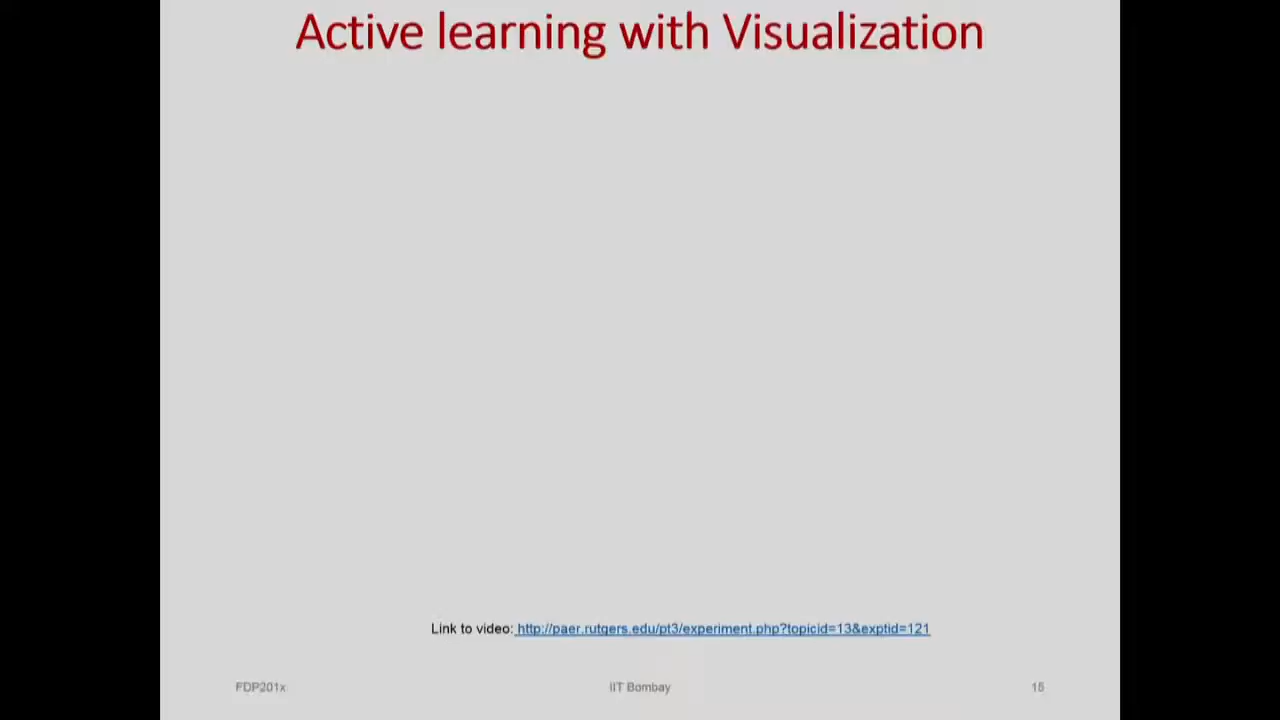 Active learning with Visualization
Link to video: http://paer.rutgers.edu/pt3/experiment.php?topicid=13&exptid=121
FDP201x IIT Bombay 15